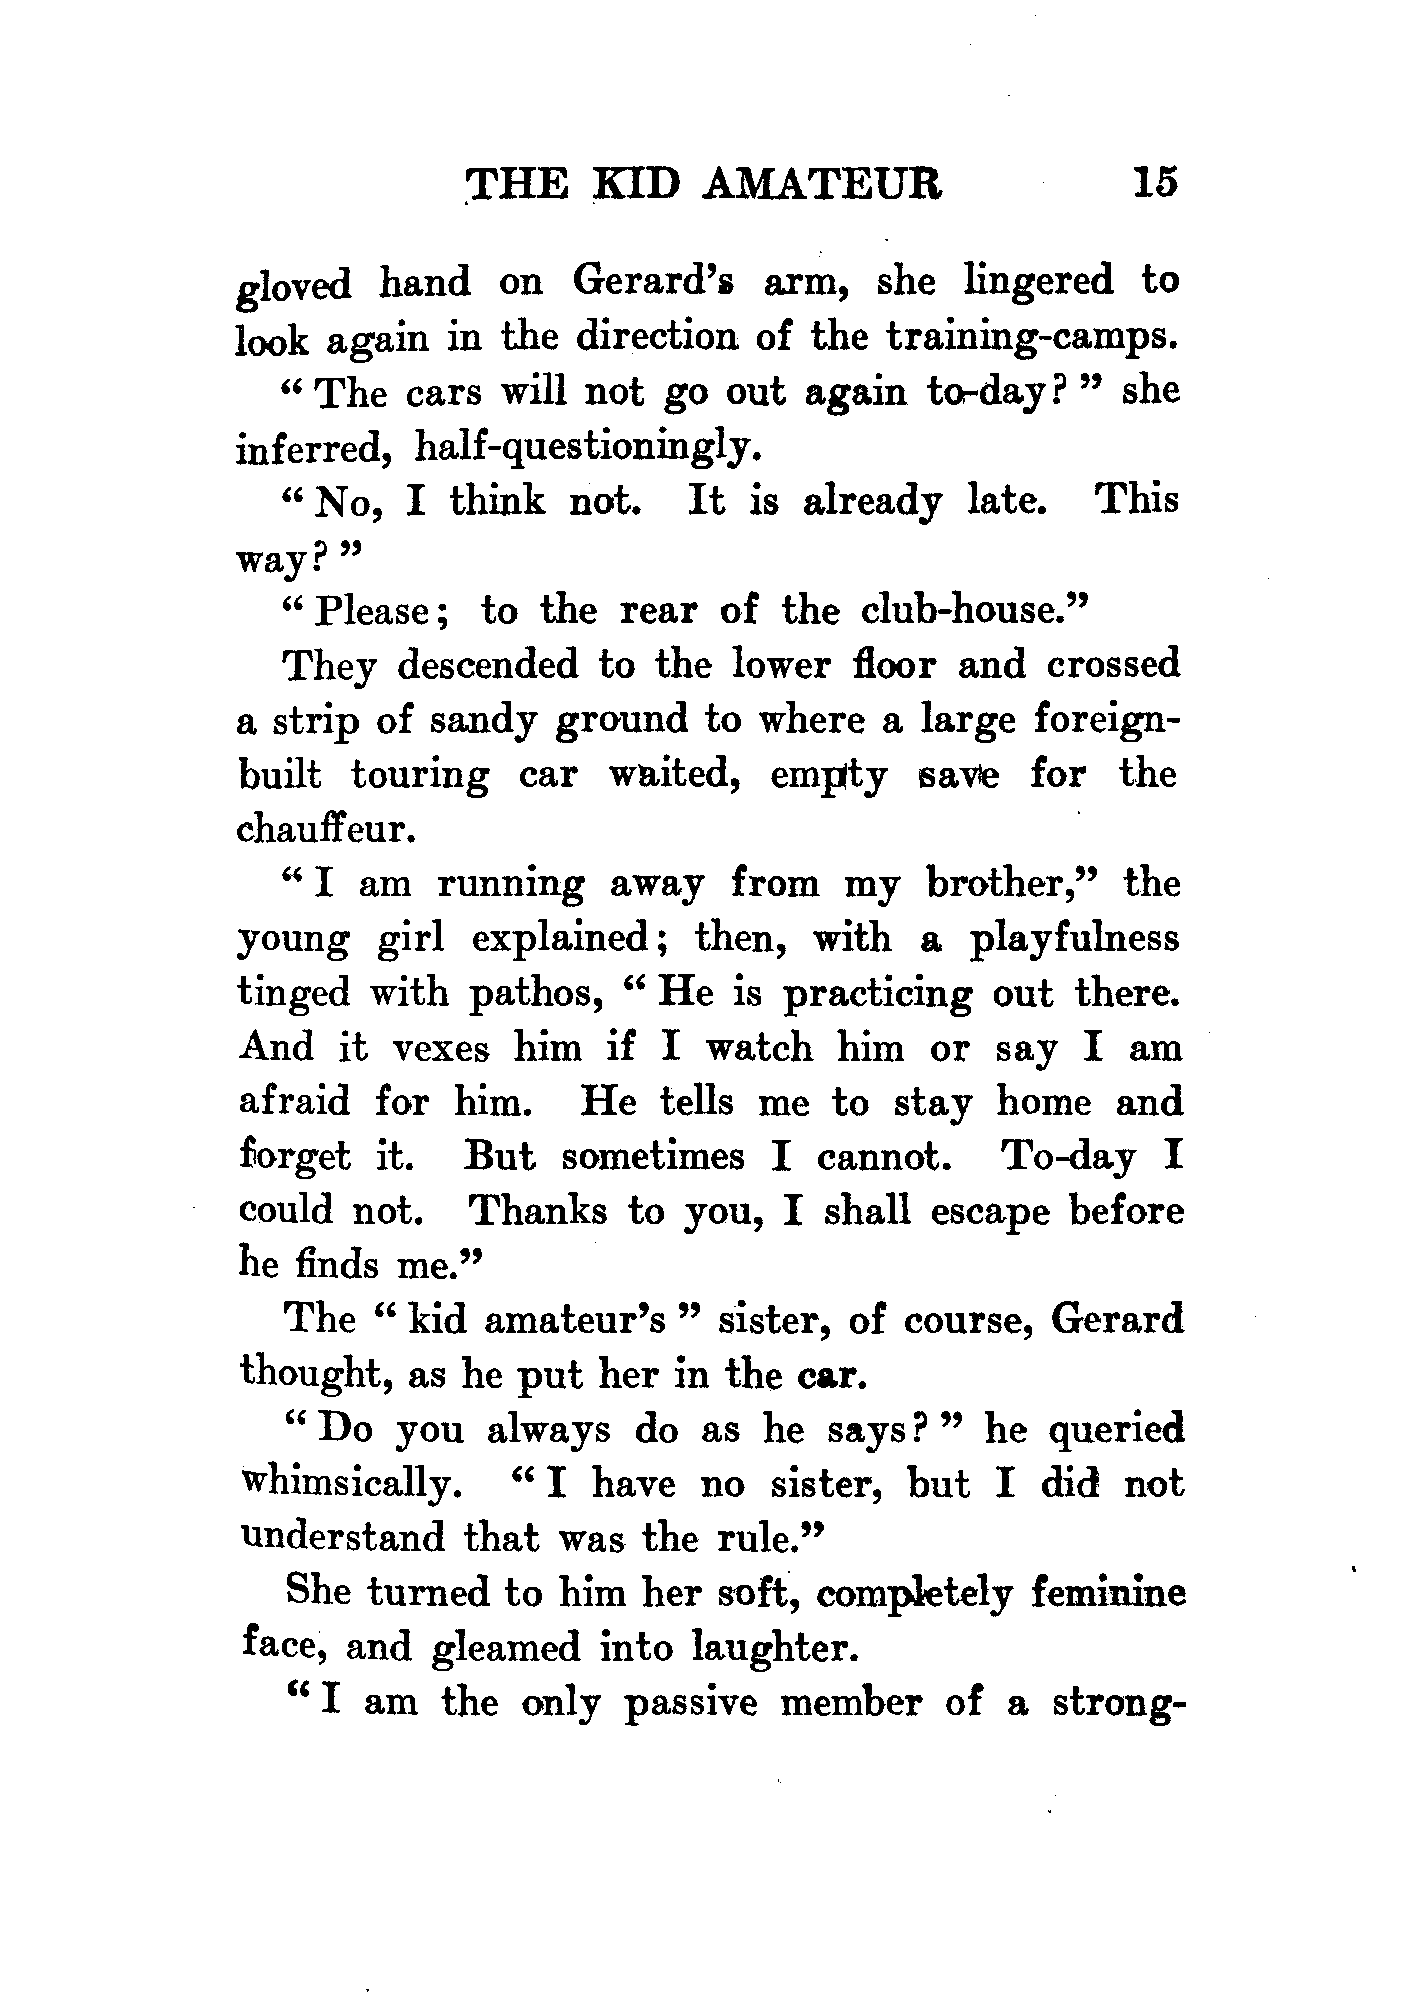 THE KID AMATEUR 15
gloved hand on Gerard's arm, she lingered to
look again in the direction of the training-camps.
"The cars will not go out again to-day?" she
inferred, half-questioningly.
"No, I think not. It is already late. This
way?"
"Please; to the rear of the club-house."
They descended to the lower floor and crossed
a strip of sandy ground to where a large foreign-
built touring car waited, empty save for the
chauffeur.
"I am running away from my brother," the
young girl explained; then, with a playfulness
tinged with pathos, "He is practicing out there.
And it vexes him if I watch him or say I am
afraid for him. He tells me to stay home and
forget it. But sometimes I cannot. To-day I
could not. Thanks to you, I shall escape before
he finds me."
The "kid amateur's" sister, of course, Gerard
thought, as he put her in the car.
"Do you always do as he says?" he queried
whimsically. "I have no sister, but I did not
understand that was the rule."
She turned to him her soft, completely feminine
face, and gleamed into laughter.
"I am the only passive member of a strong-